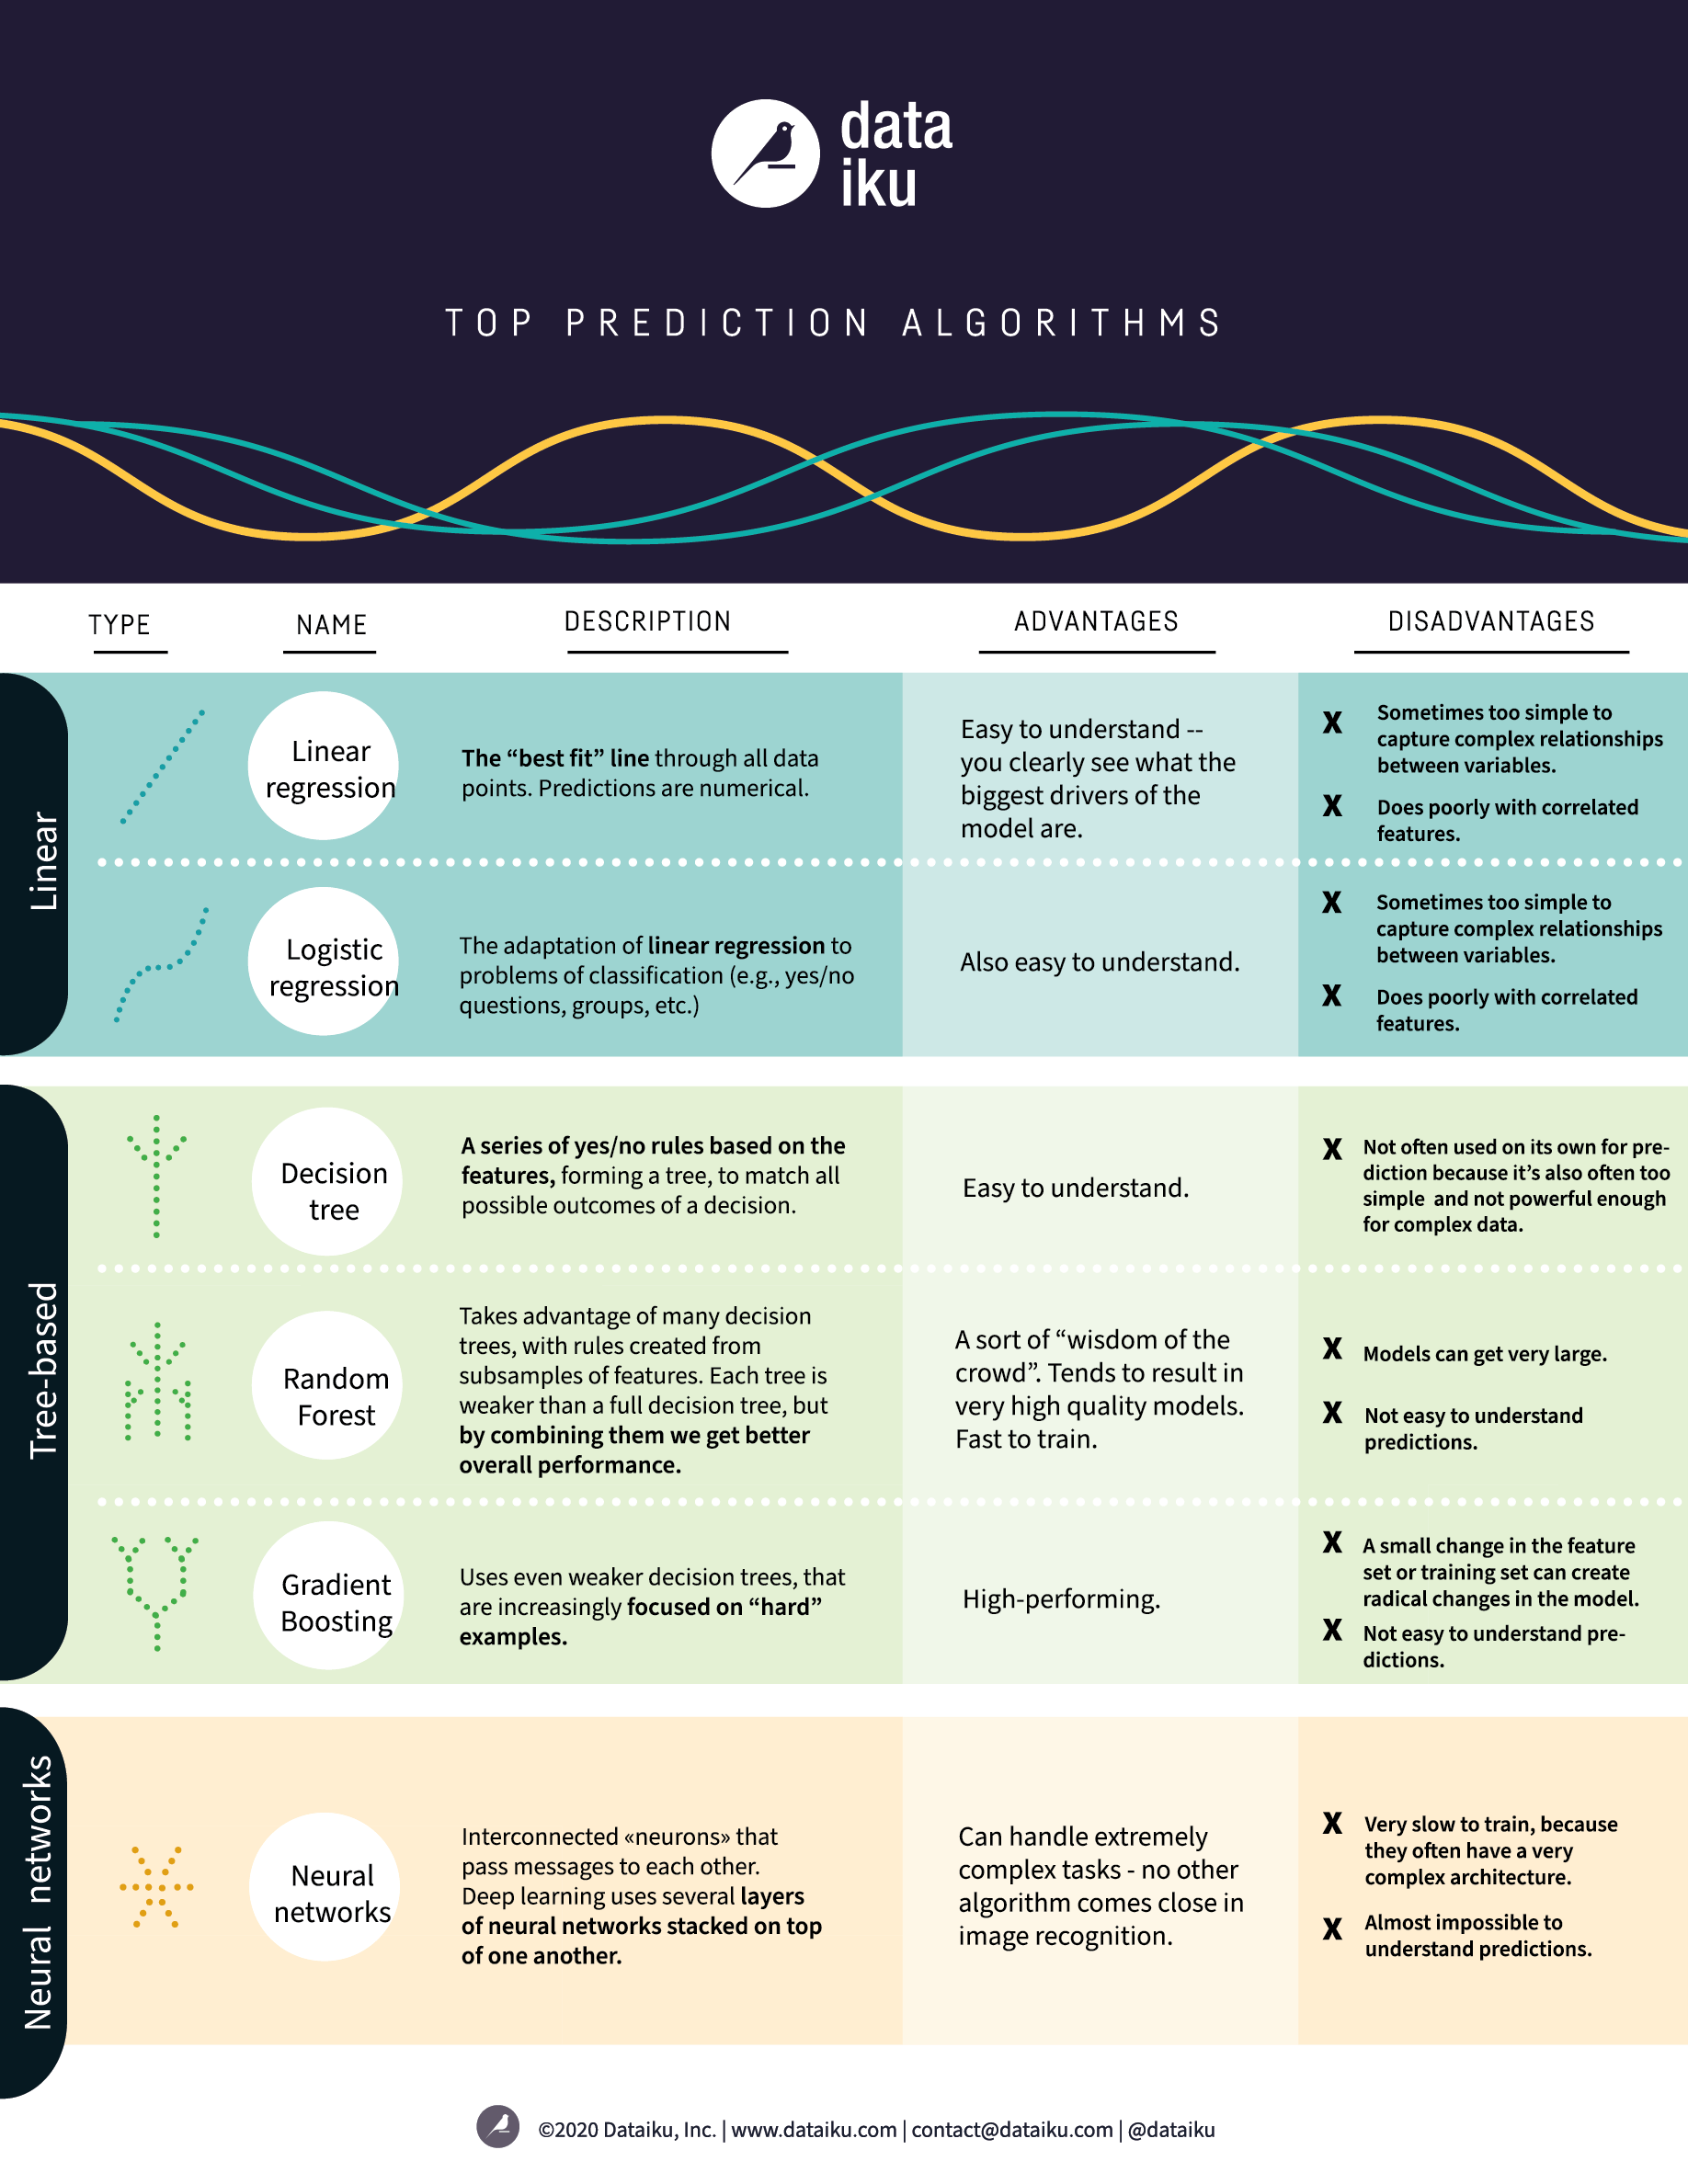 data
iku
TOP PREDICTION ALGORITHMS
TYPE
NAME
DESCRIPTION
ADVANTAGES
DISADVANTAGES
Linear
Linear
regression
The “best fit” line through all data
points. Predictions are numerical.
Easy to understand --
you clearly see what the
biggest drivers of the
model are.
X Sometimes too simple to
capture complex relationships
between variables.
X Does poorly with correlated
features.
Logistic
regression
The adaptation of linear regression to
problems of classification (e.g., yes/no
questions, groups, etc.)
Also easy to understand.
X Sometimes too simple to
capture complex relationships
between variables.
X Does poorly with correlated
features.
Tree-based
Decision
tree
A series of yes/no rules based on the
features, forming a tree, to match all
possible outcomes of a decision.
Easy to understand.
X Not often used on its own for pre-
diction because it’s also often too
simple and not powerful enough
for complex data.
Random
Forest
Takes advantage of many decision
trees, with rules created from
subsamples of features. Each tree is
weaker than a full decision tree, but
by combining them we get better
overall performance.
A sort of “wisdom of the
crowd”. Tends to result in
very high quality models.
Fast to train.
X Models can get very large.
X Not easy to understand
predictions.
Gradient
Boosting
Uses even weaker decision trees, that
are increasingly focused on “hard”
examples.
High-performing.
X A small change in the feature
set or training set can create
radical changes in the model.
X Not easy to understand pre-
dictions.
Neural networks
Neural
networks
Interconnected «neurons» that
pass messages to each other.
Deep learning uses several layers
of neural networks stacked on top
of one another.
Can handle extremely
complex tasks - no other
algorithm comes close in
image recognition.
X Very slow to train, because
they often have a very
complex architecture.
X Almost impossible to
understand predictions.
©2020 Dataiku, Inc. | www.dataiku.com | contact@dataiku.com | @dataiku